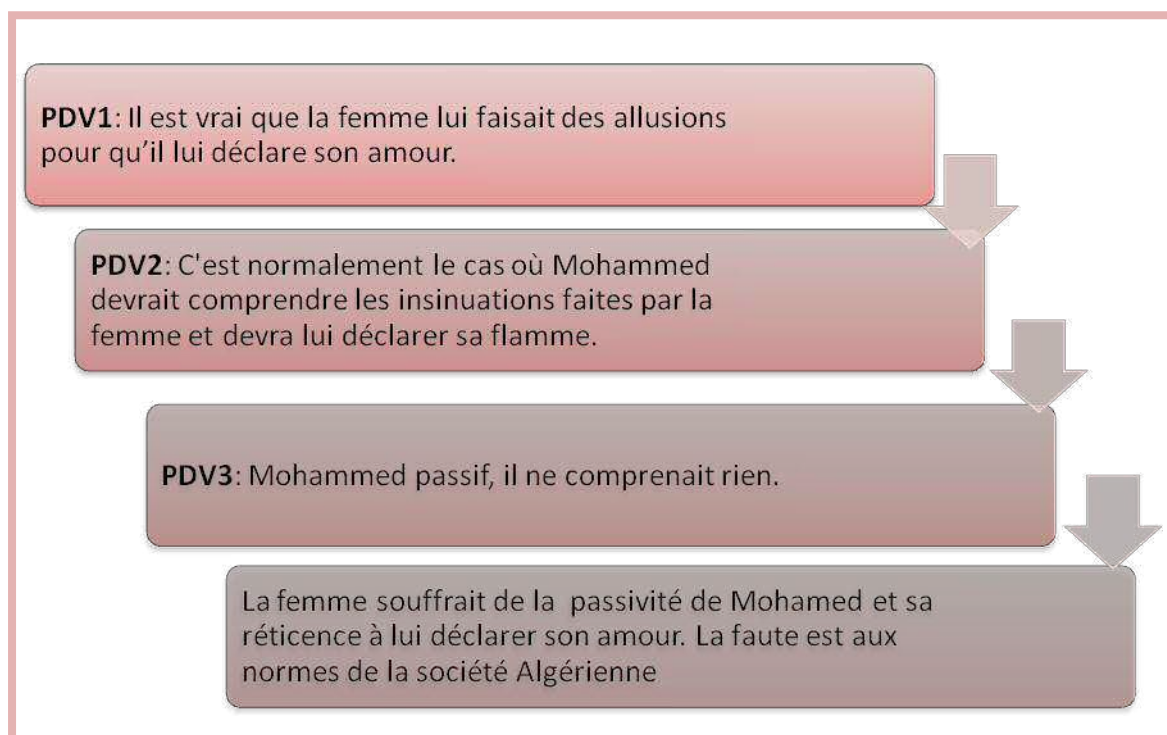 PDV1: Il est vrai que la femme lui faisait des allusions
pour qu’il lui déclare son amour.
PDV2: C'est normalement le cas où Mohammed
devrait comprendre les insinuations faites par la
femme et devra lui déclarer sa flamme.
PDV3: Mohammed passif, il ne comprenait rien.
La femme souffrait de la passivité de Mohamed et sa
réticence à lui déclarer son amour. La faute est aux
normes de la société Algérienne